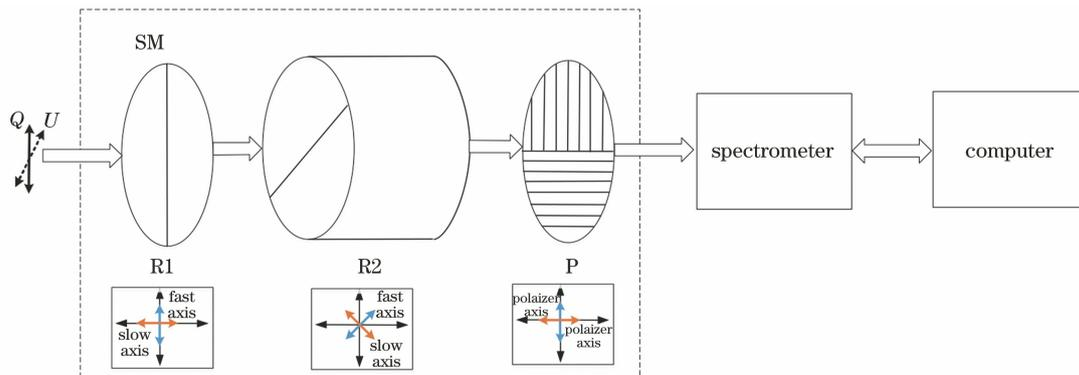 SM
Q
U
spectrometer
computer
R1
R2
P
fast
axis
slow
axis
fast
axis
slow
axis
polaizer
axis
polaizer
axis